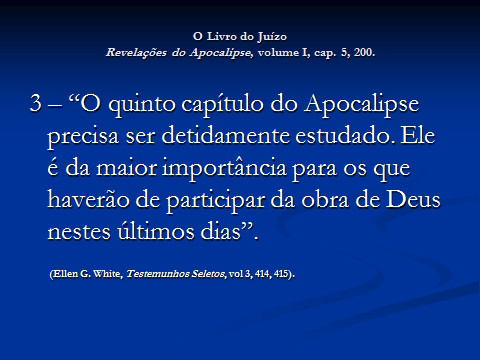 O Livro do Juízo
Revelações do Apocalípse, volume I, cap. 5, 200.
3 – “O quinto capítulo do Apocalipse
precisa ser detidamente estudado. Ele
é da maior importância para os que
haverão de participar da obra de Deus
nestes últimos dias”.
(Ellen G. White, Testemunhos Seletos, vol 3, 414, 415).